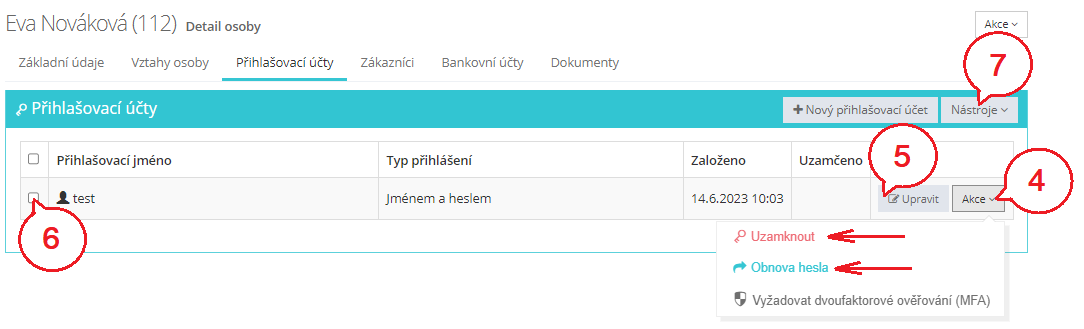 Eva Nováková (112) Detail osoby
Akce
Základní údaje Vztahy osoby Přihlašovací účty Zákazníci Bankovní účty Dokumenty
7
Přihlašovací účty
Nový přihlašovací účet Nástroje
Přihlašovací jméno Typ přihlášení Založeno Uzamčeno
5
4
test Jménem a heslem 14.6.2023 10:03 Upravit Akce
6
Uzamknout
Obnova hesla
Vyžadovat dvoufaktorové ověřování (MFA)